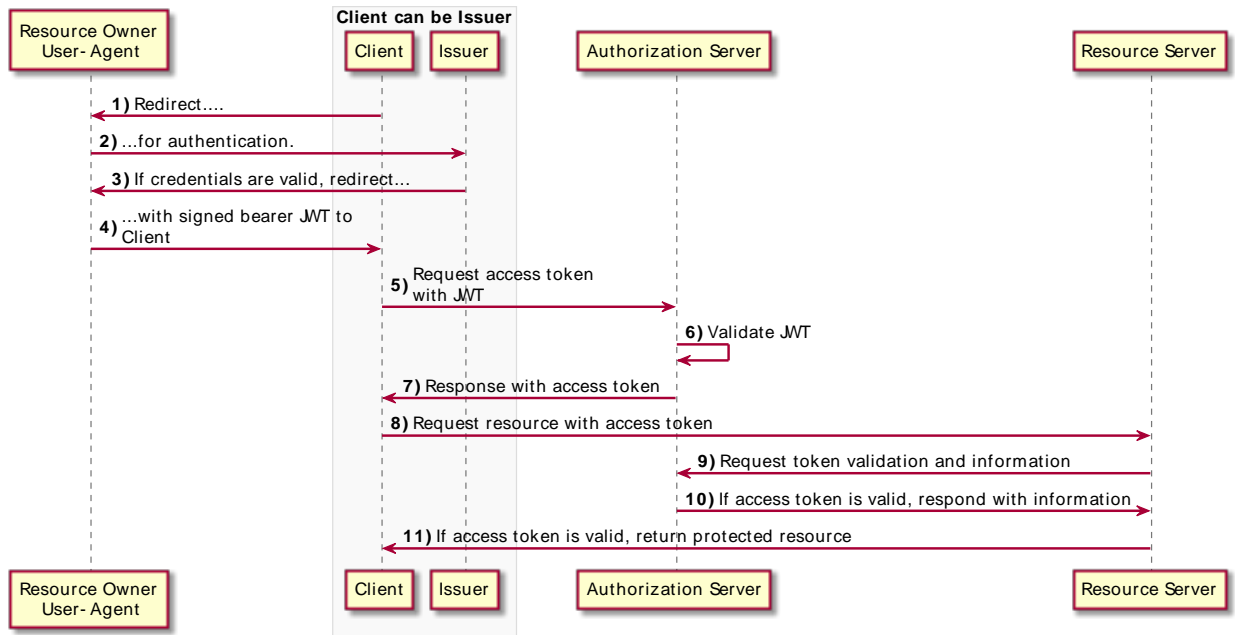 Client can be Issuer
Resource Owner
User-Agent
Client
Issuer
Authorization Server
Resource Server
1) Redirect....
2) ...for authentication.
3) If credentials are valid, redirect...
4) ...with signed bearer JWT to
Client
5) Request access token
with JWT
6) Validate JWT
7) Response with access token
8) Request resource with access token
9) Request token validation and information
10) If access token is valid, respond with information
11) If access token is valid, return protected resource
Resource Owner
User-Agent
Client
Issuer
Authorization Server
Resource Server